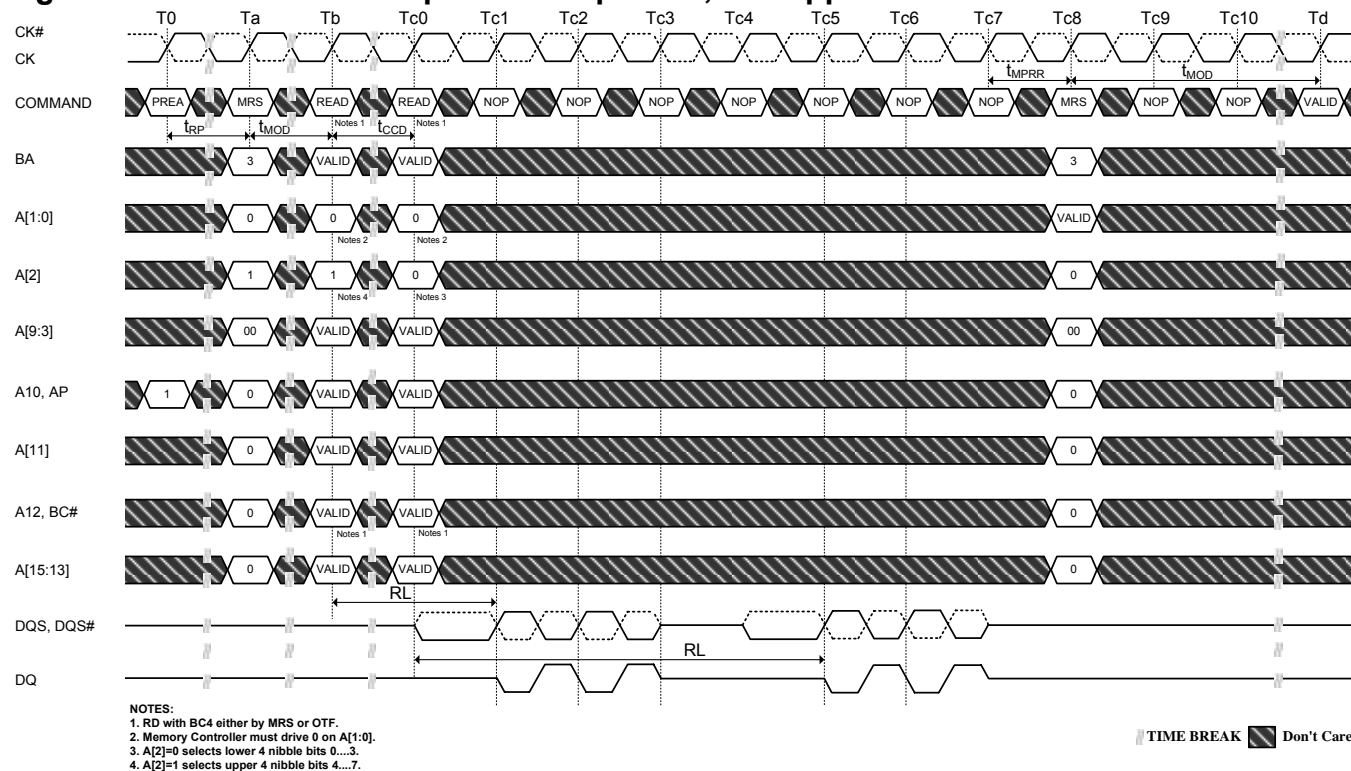 T0 Ta Tb Tc0 Tc1 Tc2 Tc3 Tc4 Tc5 Tc6 Tc7 Tc8 Tc9 Tc10 Td
CK#
CK
tMPRR tMOD
COMMAND PREA MRS READ READ NOP NOP NOP NOP NOP NOP NOP MRS NOP NOP VALID
Notes 1 Notes 1
tRP tMOD tCCD
BA 3 VALID VALID 3
A[1:0] 0 0 0 VALID
Notes 2 Notes 2
A[2] 1 1 0 0
Notes 4 Notes 3
A[9:3] 00 VALID VALID 00
A10, AP 1 0 VALID VALID 0
A[11] 0 VALID VALID 0
A12, BC# 0 VALID VALID 0
Notes 1 Notes 1
A[15:13] 0 VALID VALID 0
RL
DQS, DQS#
RL
DQ
NOTES:
1. RD with BC4 either by MRS or OTF.
2. Memory Controller must drive 0 on A[1:0].
3. A[2]=0 selects lower 4 nibble bits 0....3.
4. A[2]=1 selects upper 4 nibble bits 4....7.
TIME BREAK Don't Care